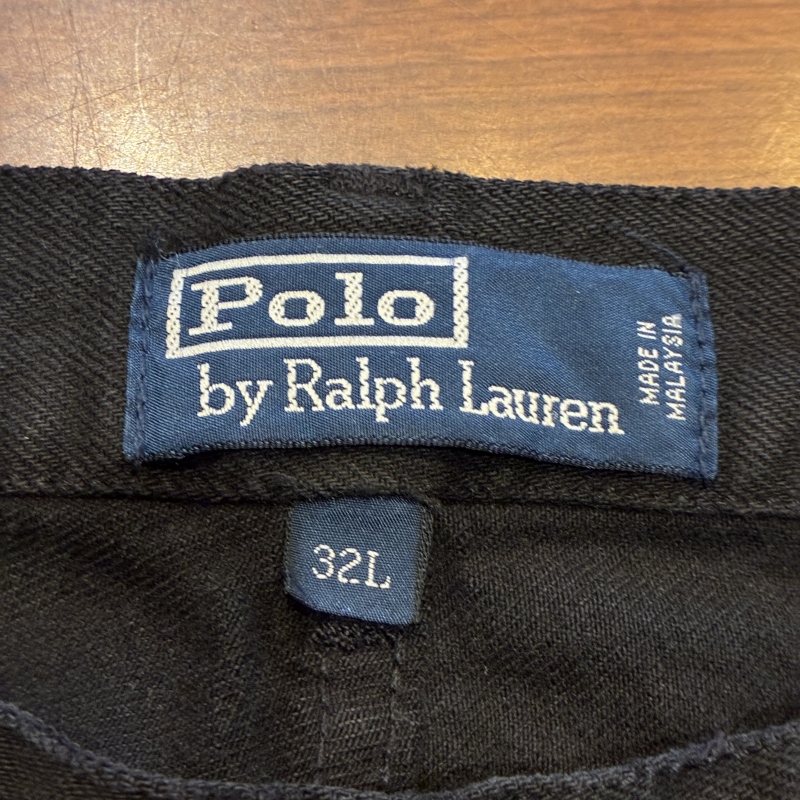 Polo
by Ralph Lauren
MADE IN
MALAYSIA
32L